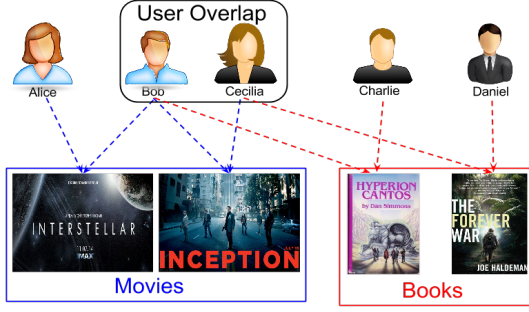 User Overlap
Alice
Bob
Cecilia
Charlie
Daniel
INTERSTELLAR
IMAX
INCEPTION
HYPERION
CANTOS
by Dan Simmons
THE
FOREVER
WAR
JOE HALDEMAN
Movies
Books